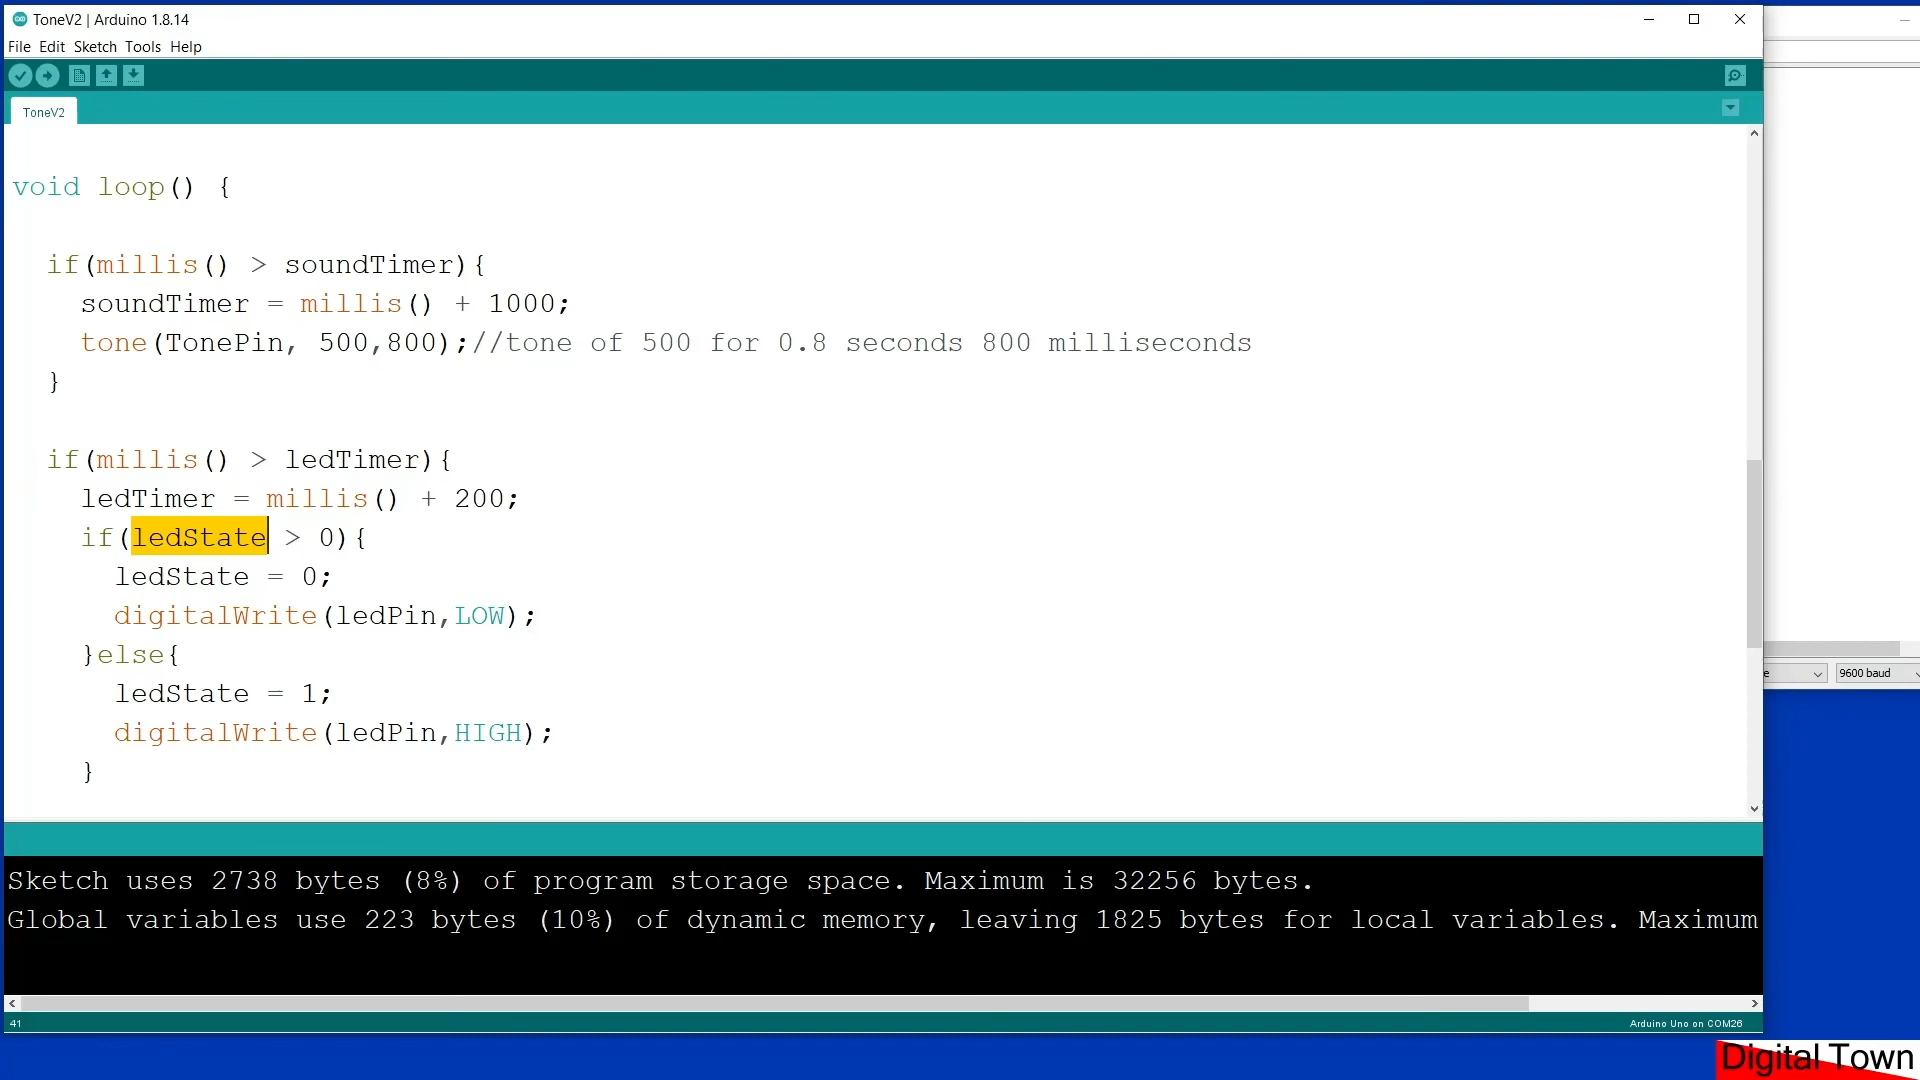 ToneV2 | Arduino 1.8.14
File Edit Sketch Tools Help
ToneV2
void loop() {
if(millis() > soundTimer){
soundTimer = millis() + 1000;
tone(TonePin, 500,800);//tone of 500 for 0.8 seconds 800 milliseconds
}
if(millis() > ledTimer){
ledTimer = millis() + 200;
if(ledState > 0){
ledState = 0;
digitalWrite(ledPin,LOW);
}else{
ledState = 1;
digitalWrite(ledPin,HIGH);
}
e
9600 baud
Sketch uses 2738 bytes (8%) of program storage space. Maximum is 32256 bytes.
Global variables use 223 bytes (10%) of dynamic memory, leaving 1825 bytes for local variables. Maximum
41
Arduino Uno on COM26
Digital Town